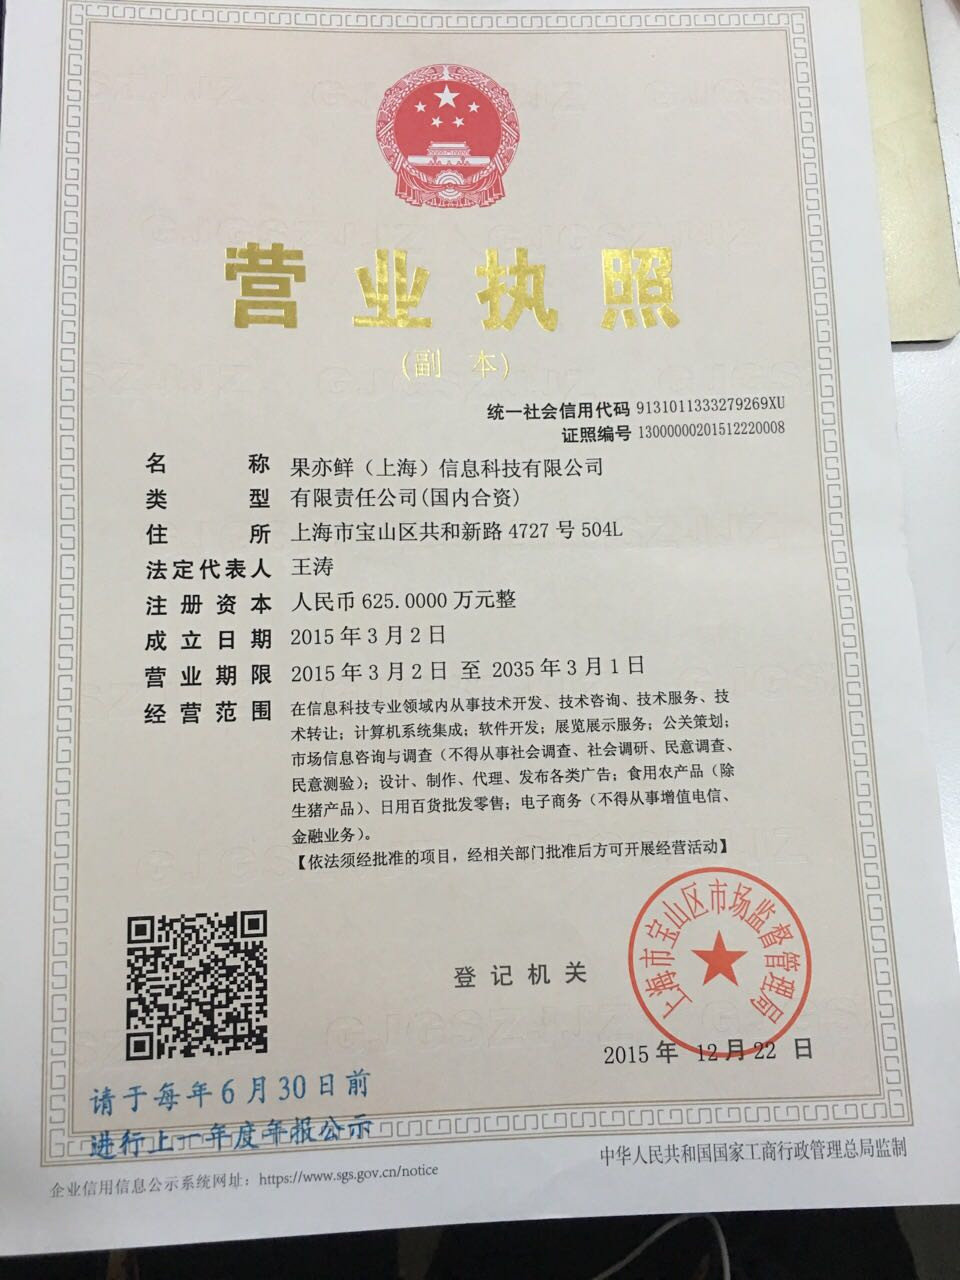 营业执照
(副 本)
统一社会信用代码 9131011333279269XU
证照编号 13000000201512220008
名称 果亦鲜（上海）信息科技有限公司
类型 有限责任公司(国内合资)
住所 上海市宝山区共和新路 4727 号 504L
法定代表人 王涛
注册资本 人民币 625.0000 万元整
成立日期 2015 年 3 月 2 日
营业期限 2015 年 3 月 2 日 至 2035 年 3 月 1 日
经营范围 在信息科技专业领域内从事技术开发、技术咨询、技术服务、技
术转让；计算机系统集成；软件开发；展览展示服务；公关策划；
市场信息咨询与调查（不得从事社会调查、社会调研、民意调查、
民意测验）；设计、制作、代理、发布各类广告；食用农产品（除
生猪产品）、日用百货批发零售；电子商务（不得从事增值电信、
金融业务）。
【依法须经批准的项目，经相关部门批准后方可开展经营活动】
上海市宝山区市场监督管理局
登记机关
2015 年 12 月 22 日
请于每年6月30日前
进行上一年度年报公示
企业信用信息公示系统网址：https://www.sgs.gov.cn/notice
中华人民共和国国家工商行政管理总局监制